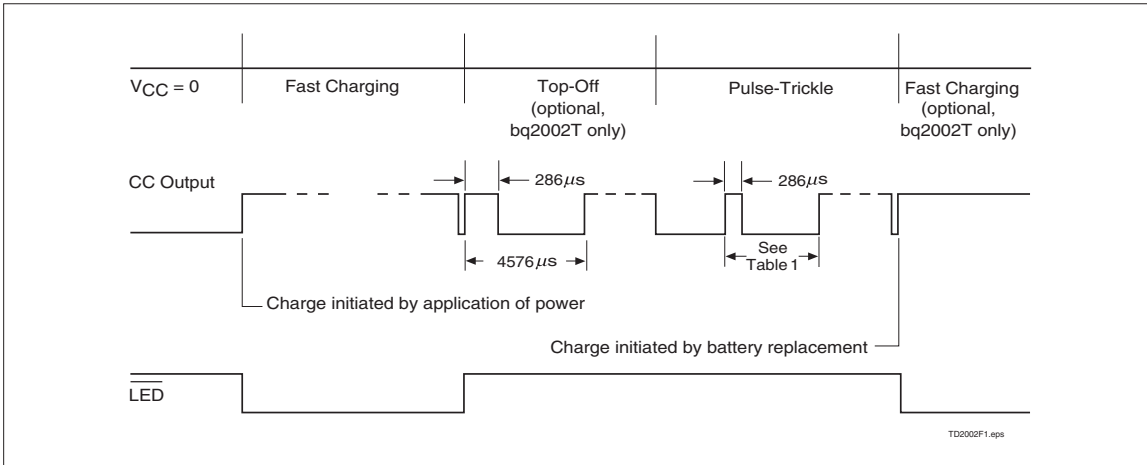 VCC = 0
Fast Charging
Top-Off
(optional,
bq2002T only)
Pulse-Trickle
Fast Charging
(optional,
bq2002T only)
CC Output
286µs
286µs
4576µs
See
Table 1
Charge initiated by application of power
Charge initiated by battery replacement
LED
TD2002F1.eps